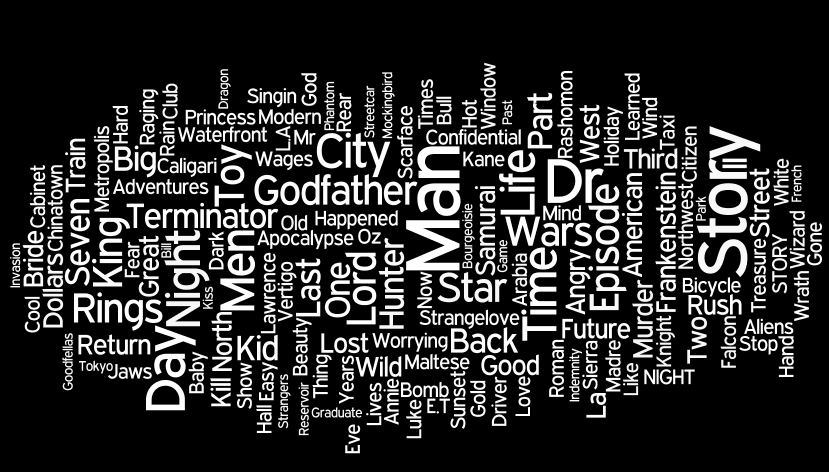 Story
Man
Dr
Day
Time
Wars
Men
City
Godfather
Life
Night
Toy
Star
Episode
Rings
Lord
King
Terminator
Part
West
Big
Seven
Train
Hunter
Last
One
Back
Kid
Wild
Lost
Good
Future
Murder
Two
Rush
Return
Frankenstein
American
Third
Street
Samurai
Angry
Bride
Great
Kill
North
La
Dragon
Singin
God
Princess
Modern
Phantom
Rear
Streetcar
Mockingbird
Scarface
Times
Bull
Hot
Window
Past
Rashomon
Holiday
Learned
Wind
Taxi
Citizen
White
French
Park
Northwest
Treasure
STORY
Wizard
Wrath
Gone
Bicycle
Falcon
Aliens
Stop
Hand
Knight
NIGHT
Like
Madre
Sierra
Indemnity
Roman
Love
Driver
Gold
Sunset
E.T
Bomb
Luke
Annie
Lives
Years
Eve
Maltese
Worrying
Strangelove
Now
Game
Bourgeoisie
Arabia
Mind
Kane
Confidential
Happened
Old
Apocalypse
Oz
Wages
L.A
Mr
Waterfront
Raging
Rain
Club
Hard
Metropolis
Caligari
Adventures
Cabinet
Chinatown
Dollars
Cool
Invasion
Fear
Bill
Dark
Kiss
Lawrence
Vertigo
Beauty
Thing
Graduate
Reservoir
Strangers
Easy
Hall
Show
Baby
Jaws
Tokyo
Goodfellas
III